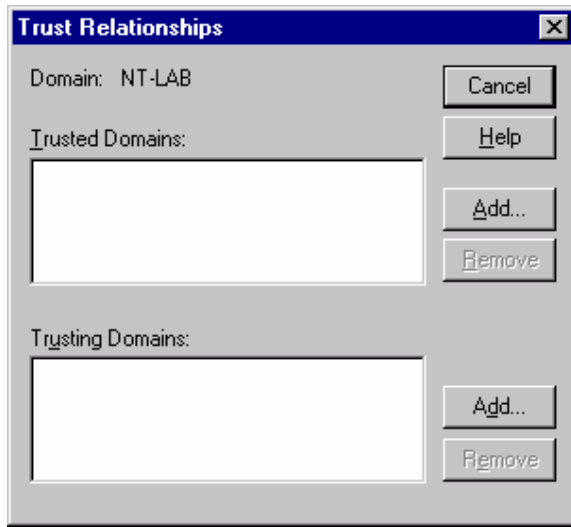 Trust Relationships
Domain: NT-LAB
Cancel
Help
Trusted Domains:
Add...
Remove
Trusting Domains:
Add...
Remove